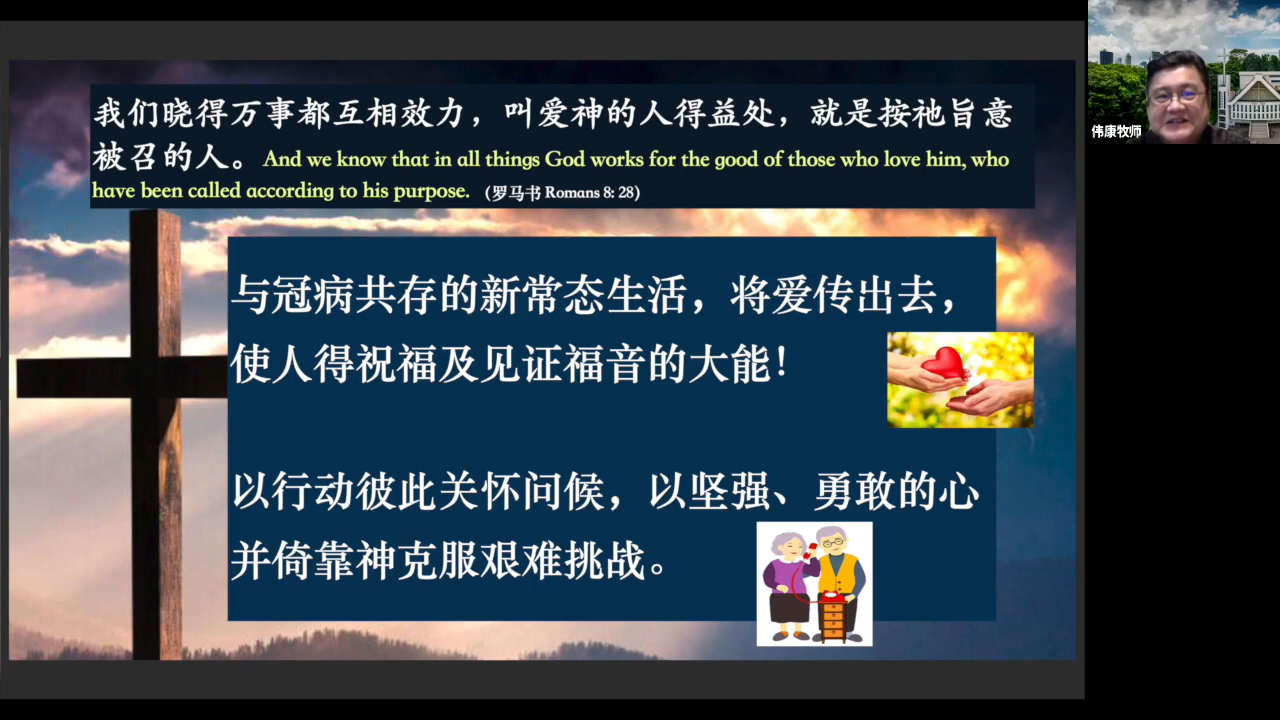 我们晓得万事都互相效力，叫爱神的人得益处，就是按祂旨意
被召的人。And we know that in all things God works for the good of those who love him, who
have been called according to his purpose. （罗马书 Romans 8: 28）
伟康牧师
与冠病共存的新常态生活，将爱传出去，
使人得祝福及见证福音的大能！
以行动彼此关怀问候，以坚强、勇敢的心
并倚靠神克服艰难挑战。